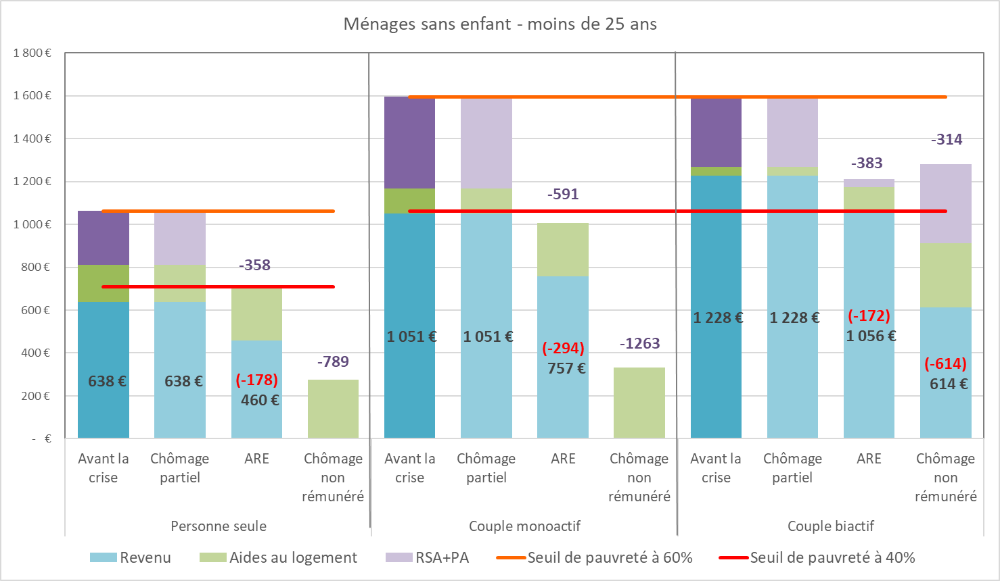 Ménages sans enfant - moins de 25 ans
1 800 €
1 600 €
1 400 €
1 200 €
1 000 €
800 €
600 €
400 €
200 €
- €
638 €
638 €
-358
(-178)
460 €
-789
1 051 €
1 051 €
-591
(-294)
757 €
-1263
1 228 €
1 228 €
-383
(-172)
1 056 €
-314
(-614)
614 €
Avant la
crise
Chômage
partiel
ARE
Chômage
non
rémunéré
Avant la
crise
Chômage
partiel
ARE
Chômage
non
rémunéré
Avant la
crise
Chômage
partiel
ARE
Chômage
non
rémunéré
Personne seule
Couple monoactif
Couple biactif
Revenu
Aides au logement
RSA+PA
Seuil de pauvreté à 60%
Seuil de pauvreté à 40%